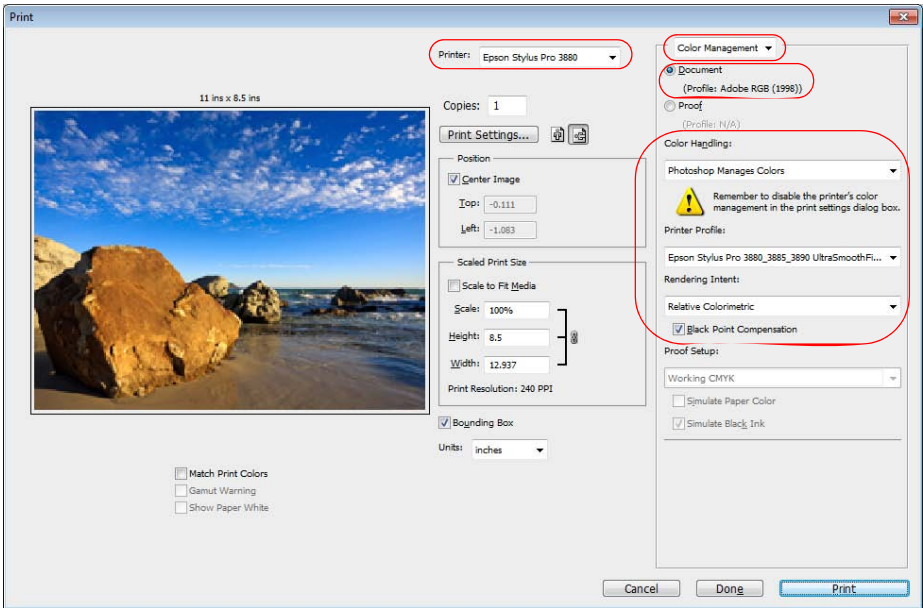 Print
11 ins x 8.5 ins
Match Print Colors
Gamut Warning
Show Paper White
Printer: Epson Stylus Pro 3880
Copies: 1
Print Settings...
Position
Center Image
Top: -0.111
Left: -1.083
Scaled Print Size
Scale to Fit Media
Scale: 100%
Height: 8.5
Width: 12.937
Print Resolution: 240 PPI
Bounding Box
Units: inches
Color Management
Document
(Profile: Adobe RGB (1998))
Proof
(Profile: N/A)
Color Handling:
Photoshop Manages Colors
Remember to disable the printer's color
management in the print settings dialog box.
Printer Profile:
Epson Stylus Pro 3880_3885_3890 UltraSmoothFi...
Rendering Intent:
Relative Colorimetric
Black Point Compensation
Proof Setup:
Working CMYK
Simulate Paper Color
Simulate Black Ink
Cancel
Done
Print